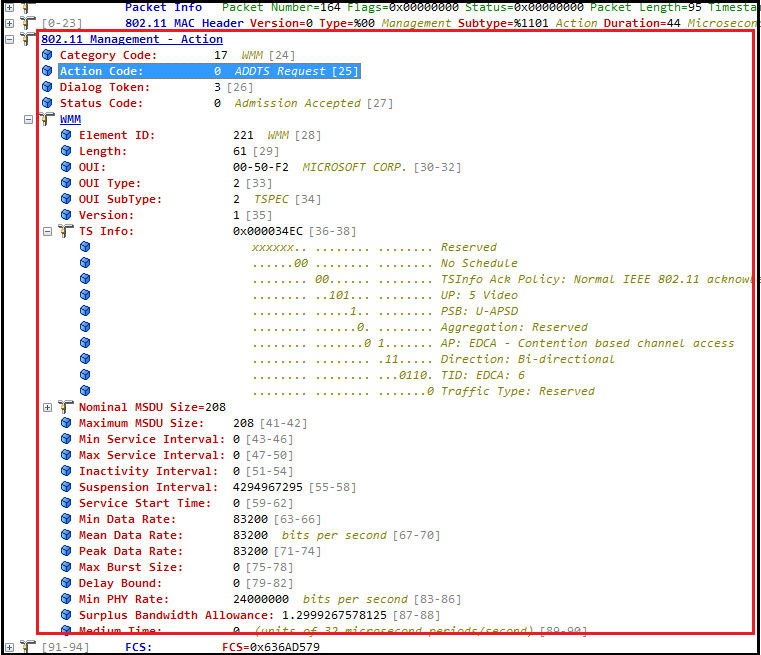 Packet Info Packet Number=164 Flags=0x00000000 Status=0x00000000 Packet Length=95 Timesta
[0-23] 802.11 MAC Header Version=0 Type=%00 Management Subtype=%1101 Action Duration=44 Microsecon
802.11 Management - Action
Category Code: 17 WMM [24]
Action Code: 0 ADDTS Request [25]
Dialog Token: 3 [26]
Status Code: 0 Admission Accepted [27]
WMM
Element ID: 221 WMM [28]
Length: 61 [29]
OUI: 00-50-F2 MICROSOFT CORP. [30-32]
OUI Type: 2 [33]
OUI SubType: 2 TSPEC [34]
Version: 1 [35]
TS Info: 0x000034EC [36-38]
xxxxxx.. ........ ........ Reserved
......00 ........ ........ No Schedule
........ 00...... ........ TSInfo Ack Policy: Normal IEEE 802.11 acknow
........ ..101... ........ UP: 5 Video
........ .....1.. ........ PSB: U-APSD
........ ......0. ........ Aggregation: Reserved
........ .......0 1....... AP: EDCA - Contention based channel access
........ ........ .11..... Direction: Bi-directional
........ ........ ...0110. TID: EDCA: 6
........ ........ .......0 Traffic Type: Reserved
Nominal MSDU Size=208
Maximum MSDU Size: 208 [41-42]
Min Service Interval: 0 [43-46]
Max Service Interval: 0 [47-50]
Inactivity Interval: 0 [51-54]
Suspension Interval: 4294967295 [55-58]
Service Start Time: 0 [59-62]
Min Data Rate: 83200 [63-66]
Mean Data Rate: 83200 bits per second [67-70]
Peak Data Rate: 83200 [71-74]
Max Burst Size: 0 [75-78]
Delay Bound: 0 [79-82]
Min PHY Rate: 24000000 bits per second [83-86]
Surplus Bandwidth Allowance: 1.2999267578125 [87-88]
Medium Time: 0 (units of 32 microsecond periods/second) [89-90]
[91-94] FCS: FCS=0x636AD579